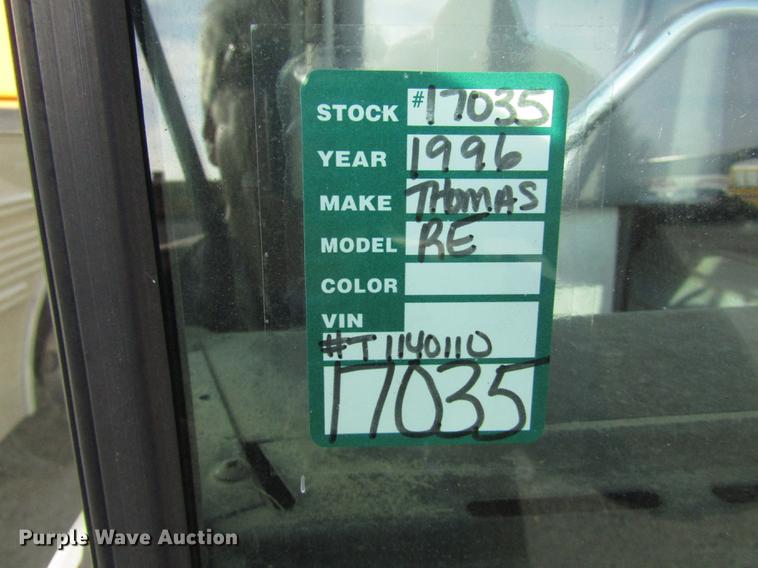 STOCK #17035
YEAR 1996
MAKE THOMAS
MODEL RE
COLOR
VIN
#T1140110
17035
Purple Wave Auction